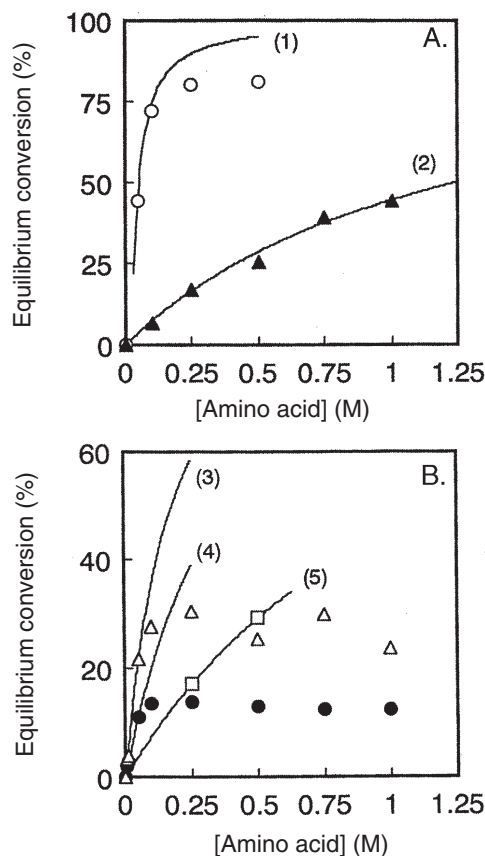 A.
Equilibrium conversion (%)
100
75
50
25
0
(1)
(2)
0 0.25 0.5 0.75 1 1.25
[Amino acid] (M)
B.
Equilibrium conversion (%)
60
40
20
0
(3)
(4)
(5)
0 0.25 0.5 0.75 1 1.25
[Amino acid] (M)